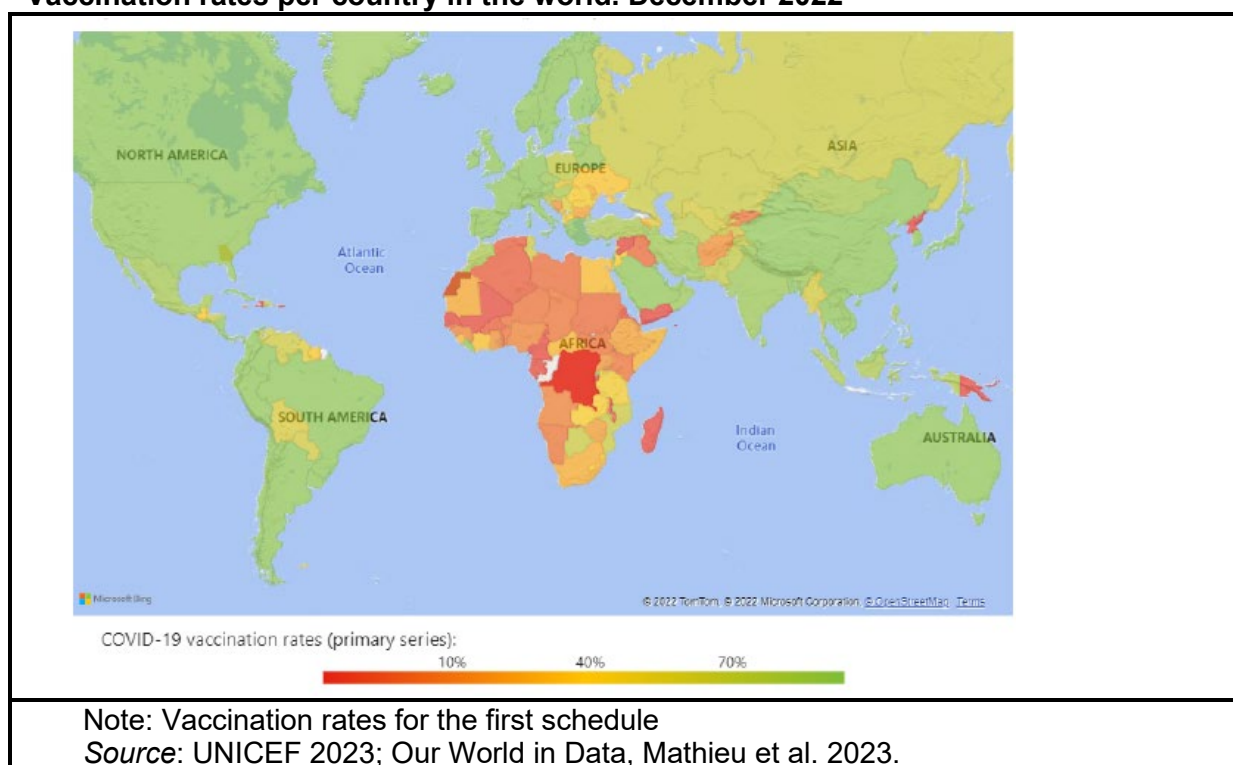 Vaccination rates per country in the world. December 2022
NORTH AMERICA
EUROPE
ASIA
Atlantic
Ocean
AFRICA
SOUTH AMERICA
Indian
Ocean
AUSTRALIA
Microsoft Bing
© 2022 TomTom, © 2022 Microsoft Corporation, © OpenStreetMap Terms
COVID-19 vaccination rates (primary series):
10% 40% 70%
Note: Vaccination rates for the first schedule
Source: UNICEF 2023; Our World in Data, Mathieu et al. 2023.